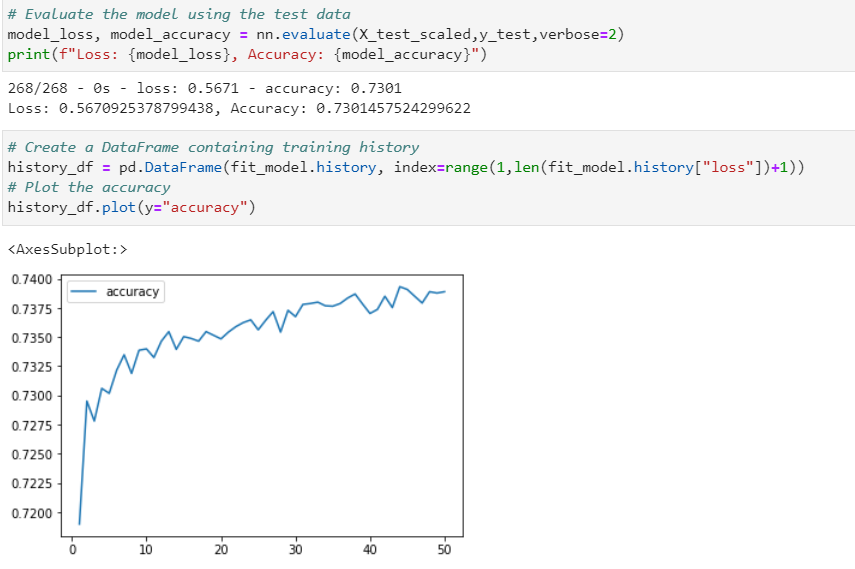 # Evaluate the model using the test data
model_loss, model_accuracy = nn.evaluate(X_test_scaled,y_test,verbose=2)
print(f"Loss: {model_loss}, Accuracy: {model_accuracy}")
268/268 - 0s - loss: 0.5671 - accuracy: 0.7301
Loss: 0.5670925378799438, Accuracy: 0.7301457524299622
# Create a DataFrame containing training history
history_df = pd.DataFrame(fit_model.history, index=range(1,len(fit_model.history["loss"])+1))
# Plot the accuracy
history_df.plot(y="accuracy")
<AxesSubplot:>
accuracy
0.7400
0.7375
0.7350
0.7325
0.7300
0.7275
0.7250
0.7225
0.7200
0 10 20 30 40 50